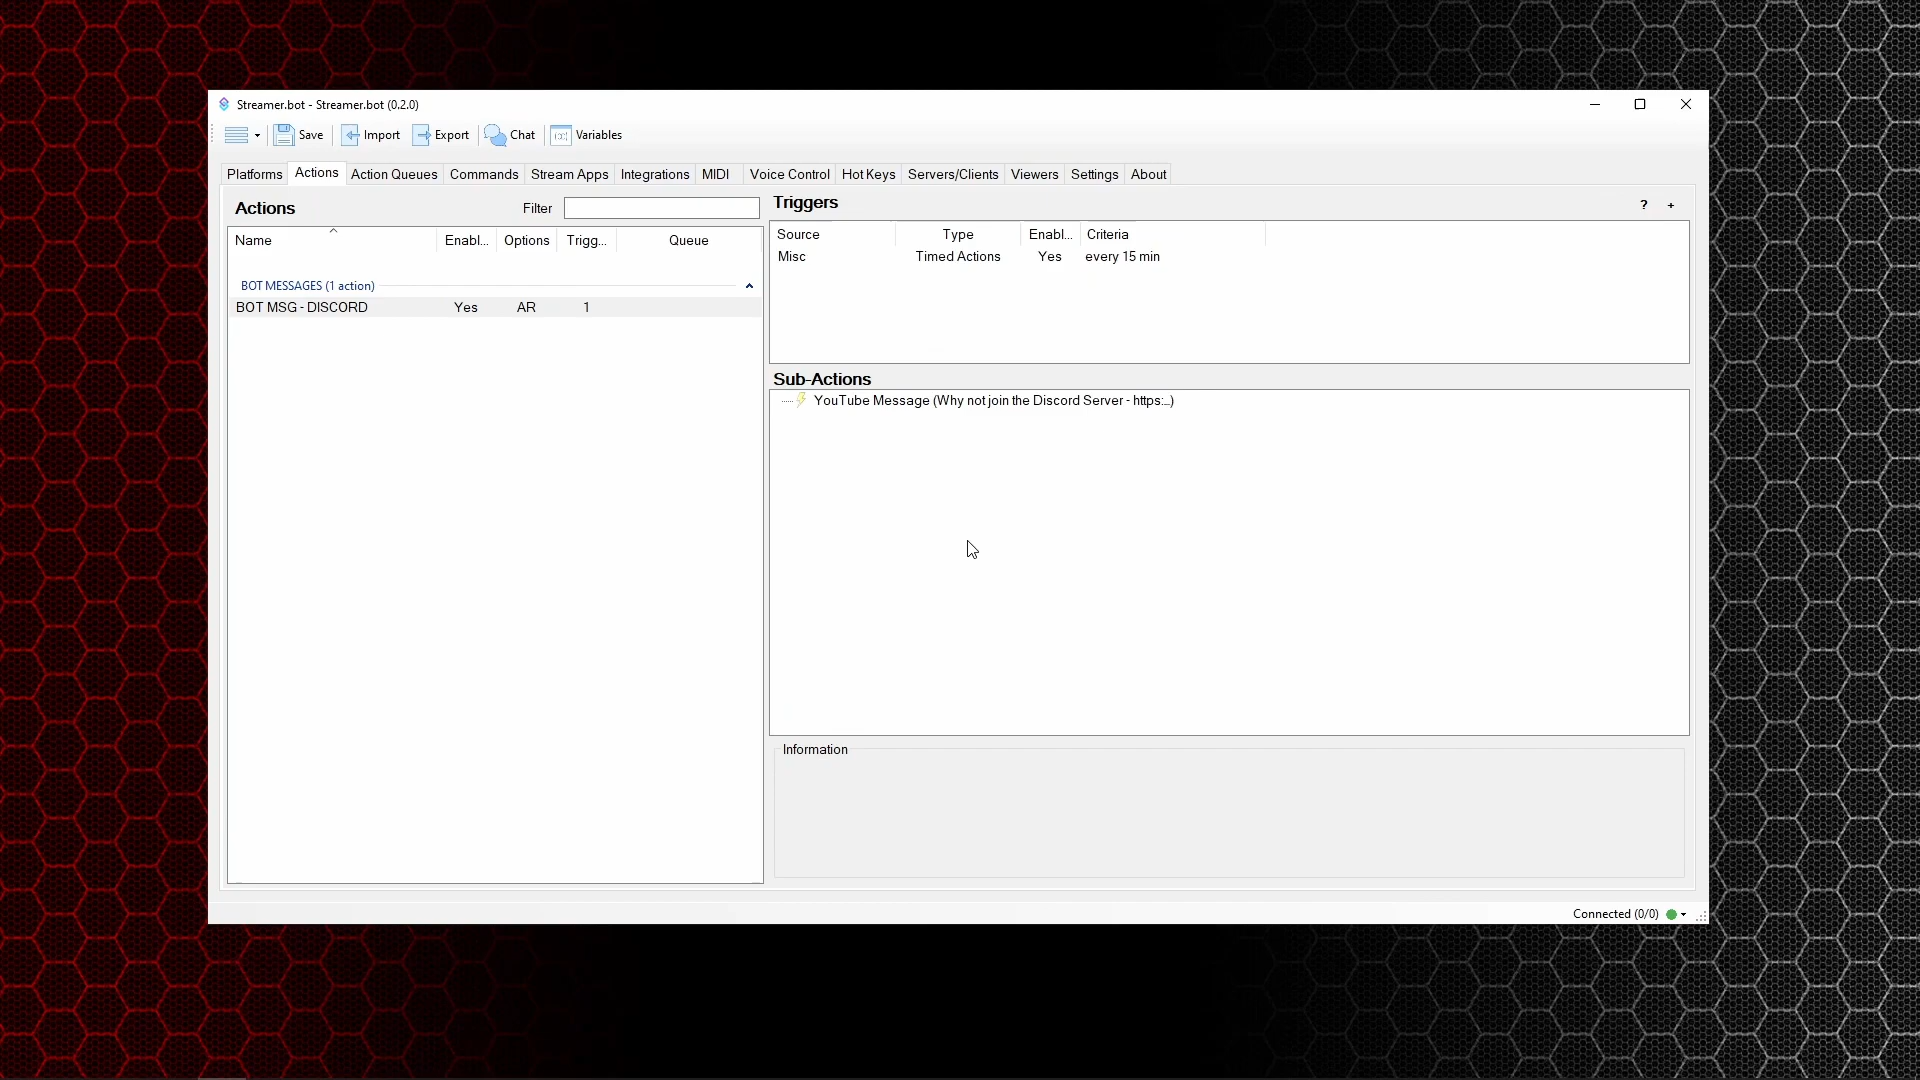 Streamer.bot - Streamer.bot (0.2.0)
Save Import Export Chat Variables
Platforms Actions Action Queues Commands Stream Apps Integrations MIDI Voice Control Hot Keys Servers/Clients Viewers Settings About
Actions Filter
Name Enabl... Options Trigg... Queue
BOT MESSAGES (1 action)
BOT MSG - DISCORD Yes AR 1
Triggers ? +
Source Type Enabl... Criteria
Misc Timed Actions Yes every 15 min
Sub-Actions
YouTube Message (Why not join the Discord Server - https:...)
Information
Connected (0/0)